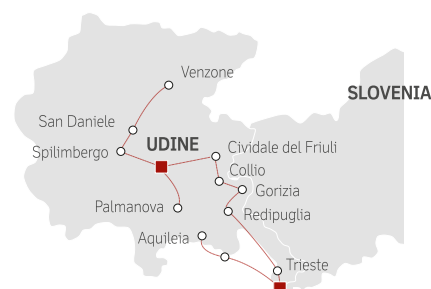 Venzone
SLOVENIA
San Daniele
UDINE
Cividale del Friuli
Spilimbergo
Collio
Gorizia
Palmanova
Redipuglia
Aquileia
Trieste